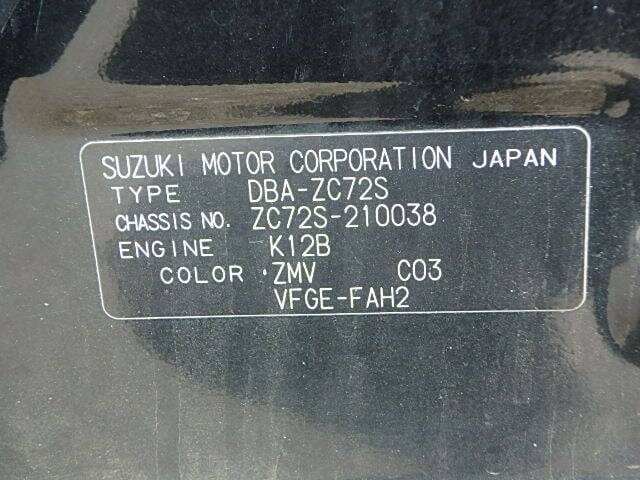 SUZUKI MOTOR CORPORATION JAPAN
TYPE DBA-ZC72S
CHASSIS NO. ZC72S-210038
ENGINE K12B
COLOR ZMV C03
VFGE-FAH2